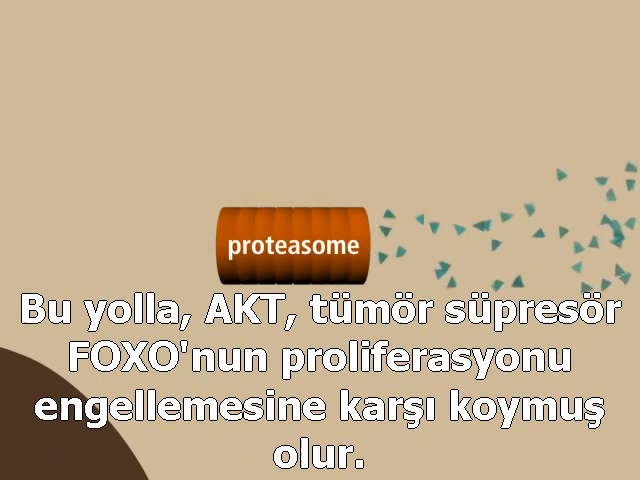 proteasome
Bu yolla, AKT, tümör süpresör
FOXO'nun proliferasyonu
engellemesine karşı koymuş
olur.